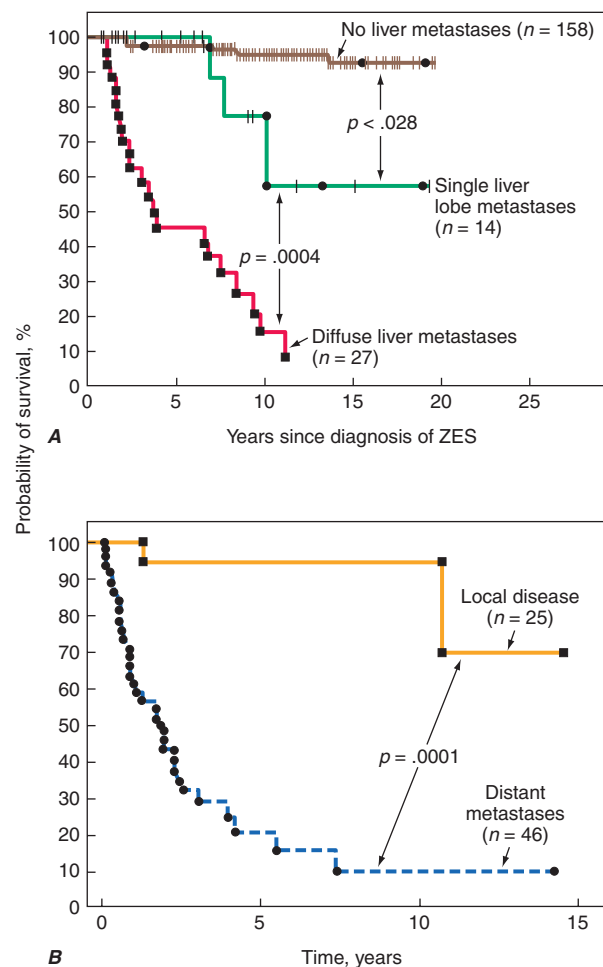 Probability of survival, %
100
90
80
70
60
50
40
30
20
10
0
No liver metastases (n = 158)
p < .028
Single liver
lobe metastases
(n = 14)
p = .0004
Diffuse liver metastases
(n = 27)
0 5 10 15 20 25
A Years since diagnosis of ZES
100
90
80
70
60
50
40
30
20
10
0
Local disease
(n = 25)
p = .0001
Distant
metastases
(n = 46)
0 5 10 15
B Time, years